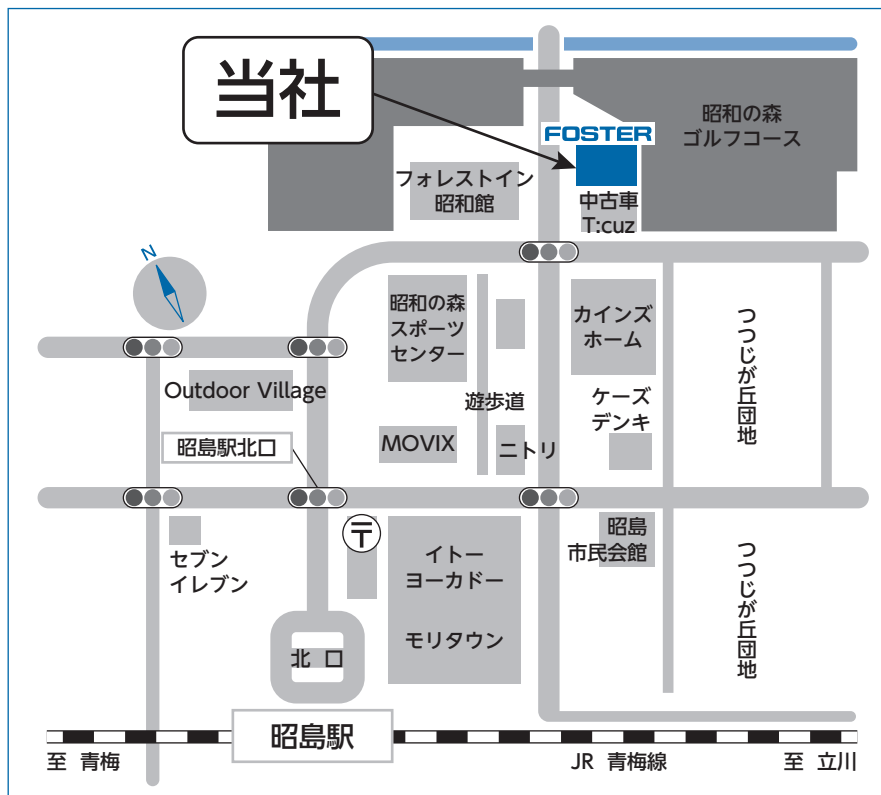 当社
昭和の森
ゴルフコース
FOSTER
フォレストイン
昭和館
中古車
T:cuz
N
昭和の森
スポーツ
センター
カインズ
ホーム
つつじが丘団地
Outdoor Village
遊歩道
ケーズ
デンキ
昭島駅北口
MOVIX
ニトリ
〒
セブン
イレブン
イトー
ヨーカドー
モリタウン
昭島
市民会館
つつじが丘団地
北 口
昭島駅
至 青梅
JR 青梅線
至 立川